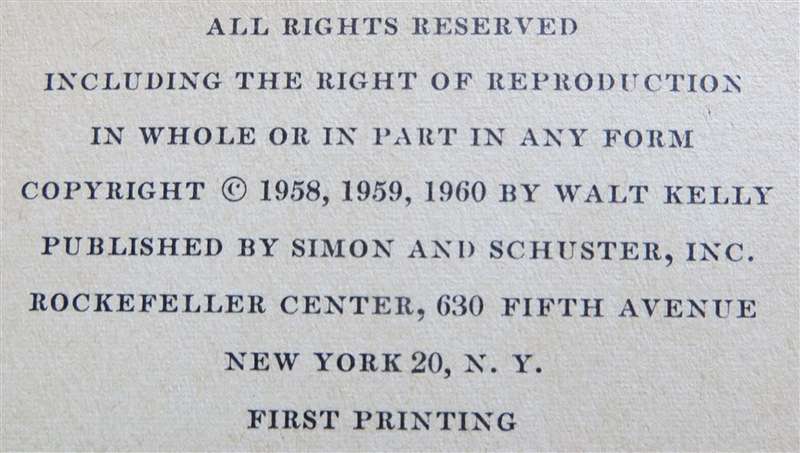 ALL RIGHTS RESERVED
INCLUDING THE RIGHT OF REPRODUCTION
IN WHOLE OR IN PART IN ANY FORM
COPYRIGHT © 1958, 1959, 1960 BY WALT KELLY
PUBLISHED BY SIMON AND SCHUSTER, INC.
ROCKEFELLER CENTER, 630 FIFTH AVENUE
NEW YORK 20, N. Y.
FIRST PRINTING